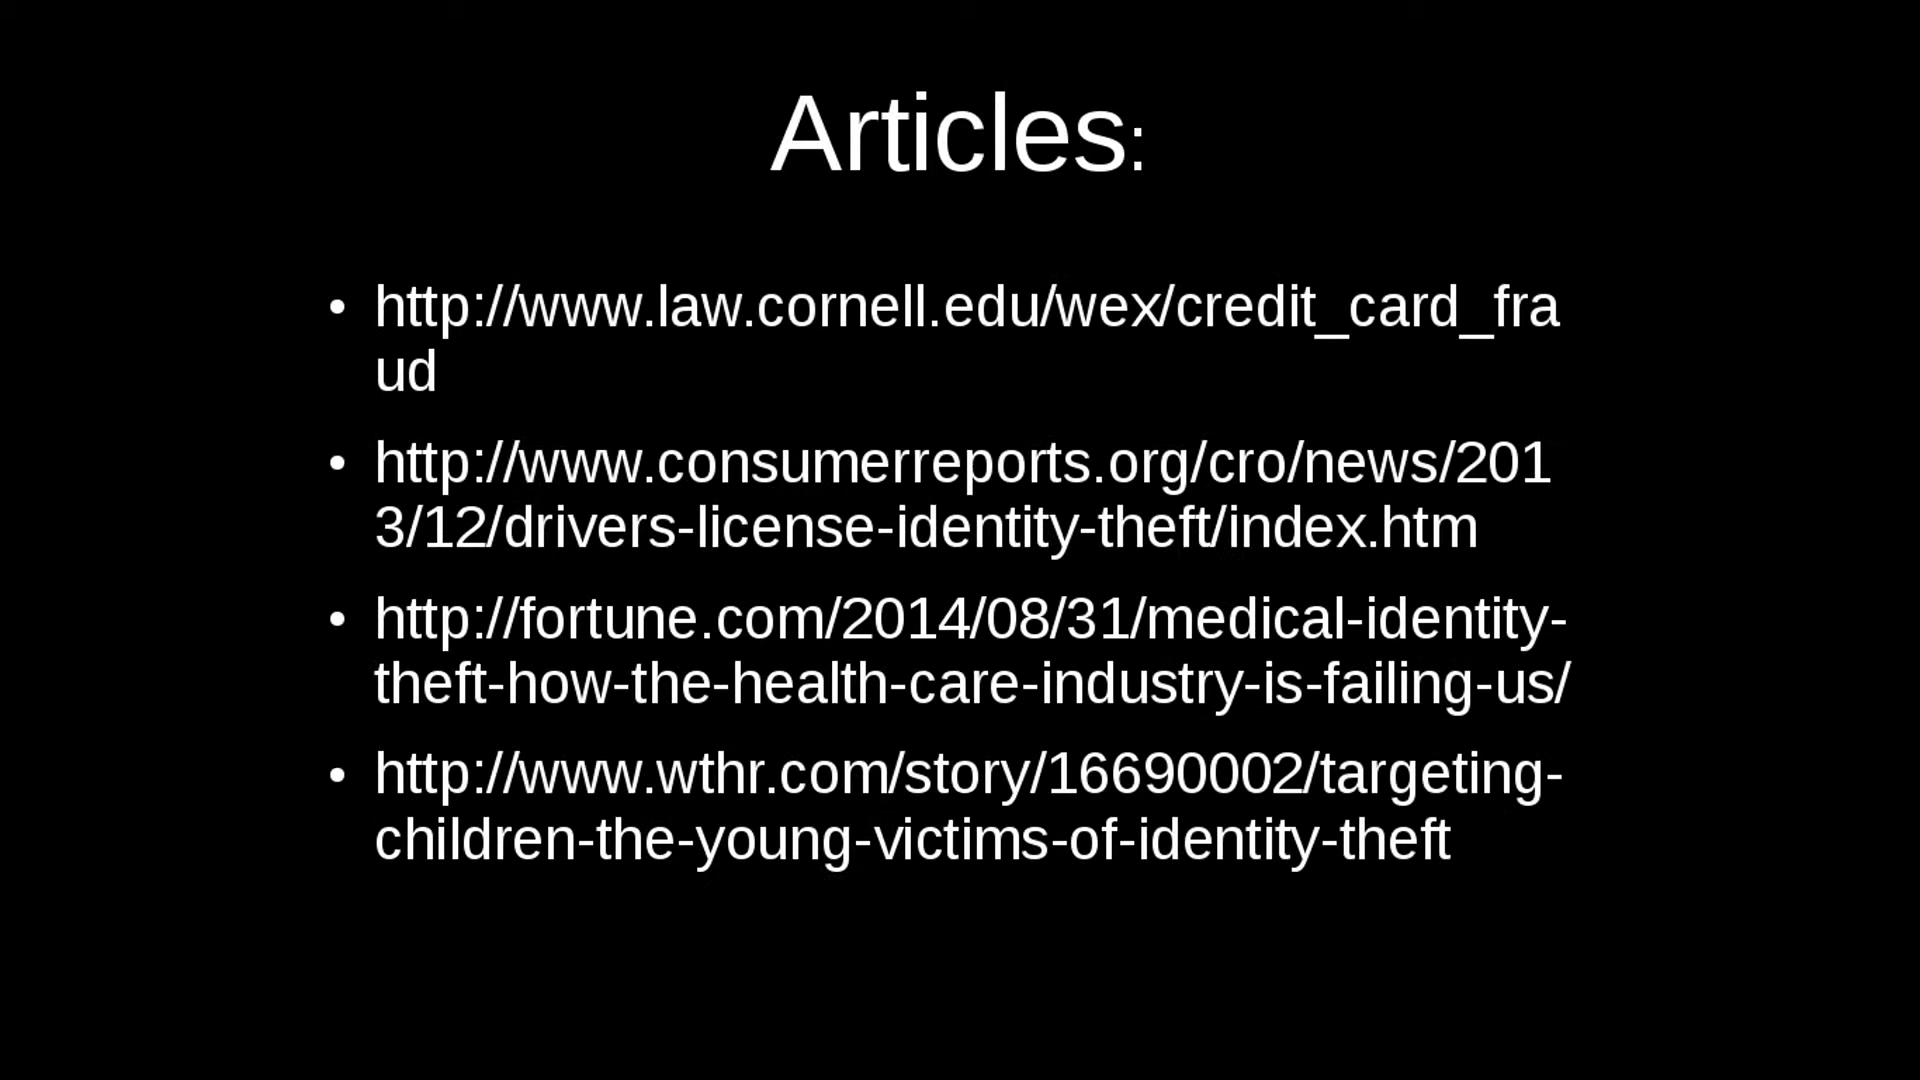 Articles:
• http://www.law.cornell.edu/wex/credit_card_fra
ud
• http://www.consumerreports.org/cro/news/201
3/12/drivers-license-identity-theft/index.htm
• http://fortune.com/2014/08/31/medical-identity-
theft-how-the-health-care-industry-is-failing-us/
• http://www.wthr.com/story/16690002/targeting-
children-the-young-victims-of-identity-theft